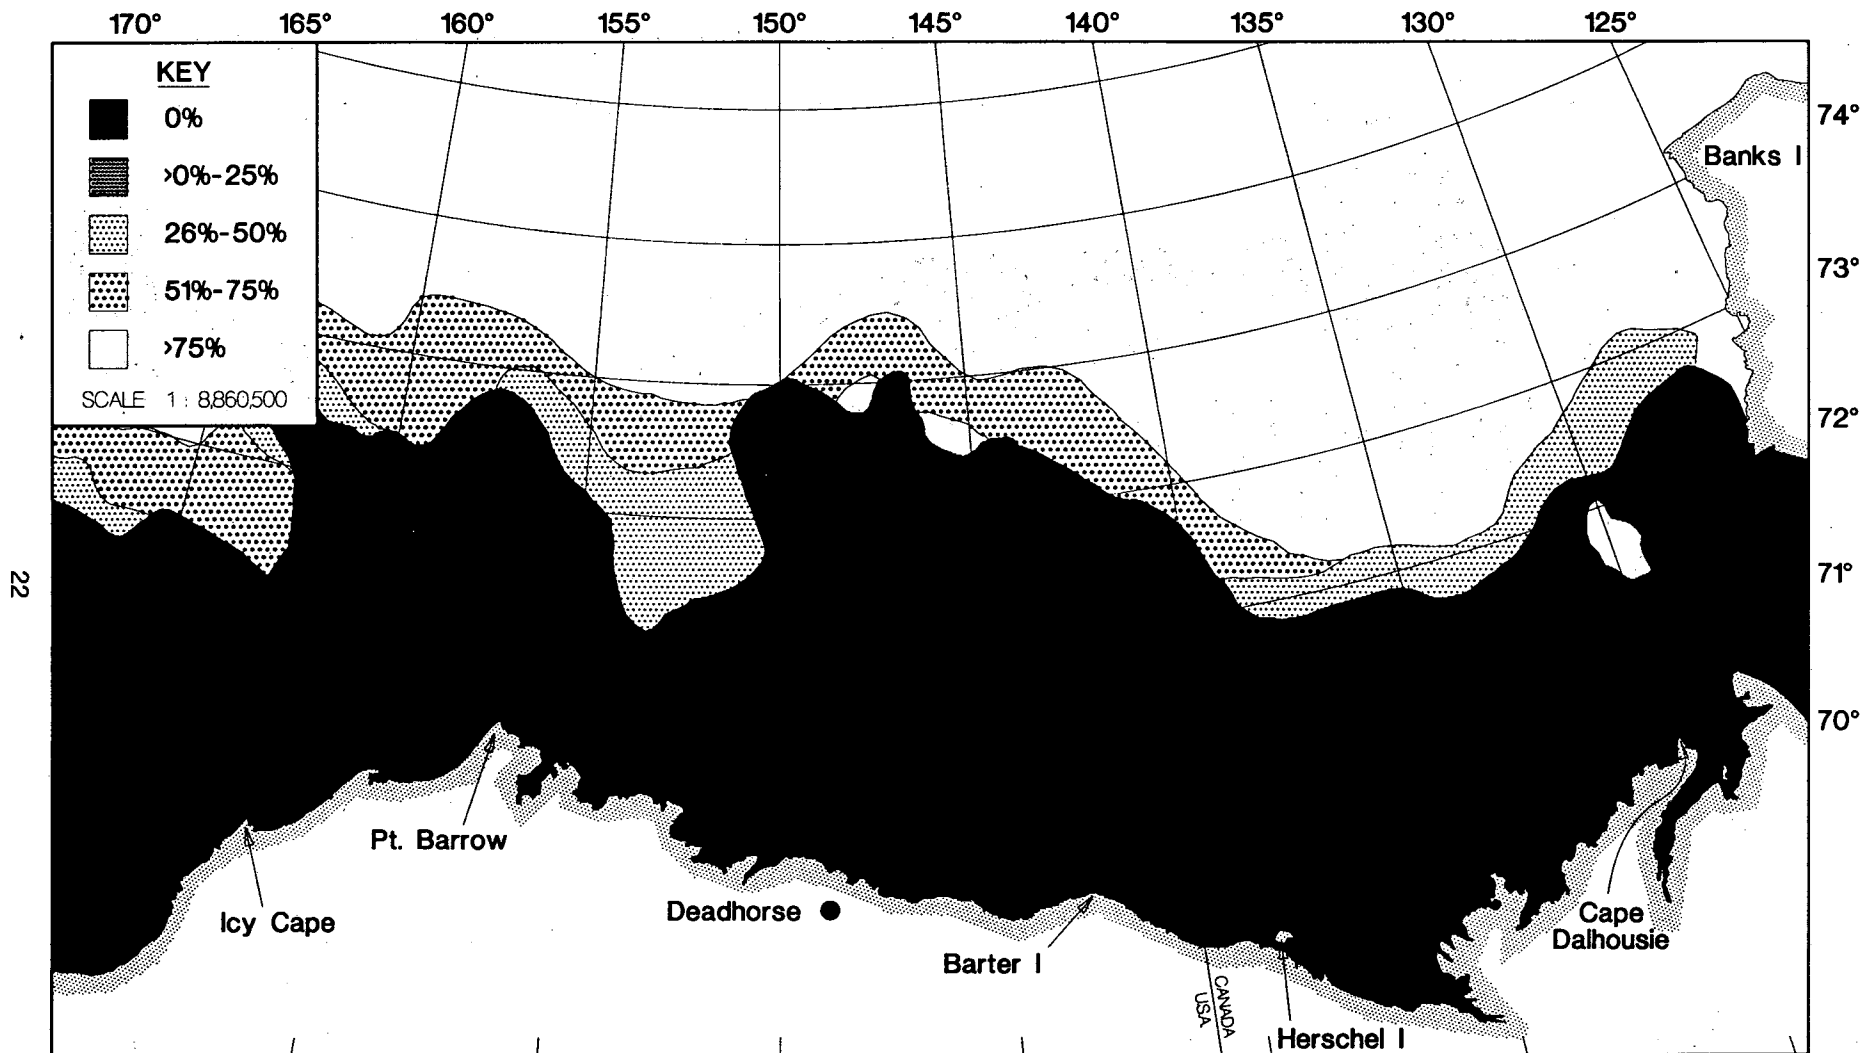 170° 165° 160° 155° 150° 145° 140° 135° 130° 125°
KEY
0%
>0%-25%
26%-50%
51%-75%
>75%
SCALE 1 : 8,860,500
74°
Banks I
73°
72°
71°
70°
22
Pt. Barrow
Icy Cape
Deadhorse
Barter I
CANADA
USA
Herschel I
Cape
Dalhousie